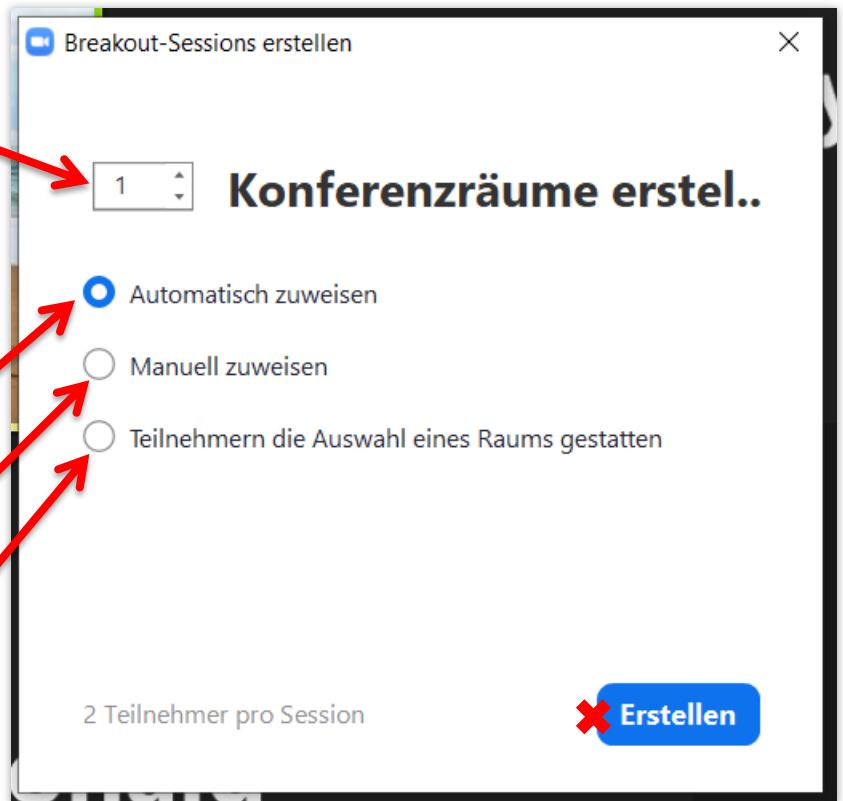 Breakout-Sessions erstellen
1 Konferenzräume erstel..
Automatisch zuweisen
Manuell zuweisen
Teilnehmern die Auswahl eines Raums gestatten
2 Teilnehmer pro Session
Erstellen